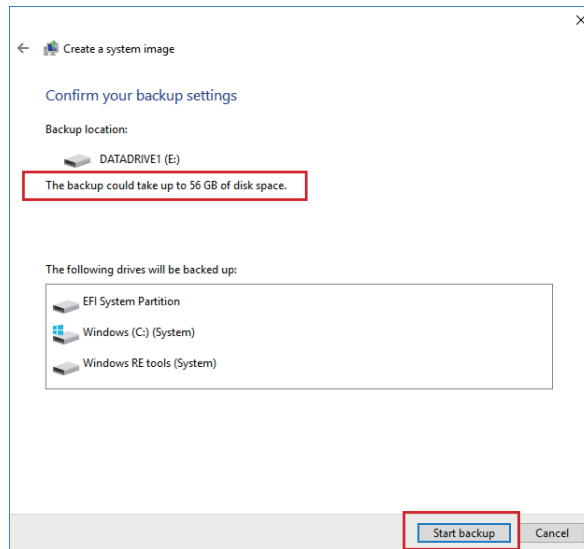 Create a system image
Confirm your backup settings
Backup location:
DATADRIVE1 (E:)
The backup could take up to 56 GB of disk space.
The following drives will be backed up:
EFI System Partition
Windows (C:) (System)
Windows RE tools (System)
Start backup Cancel